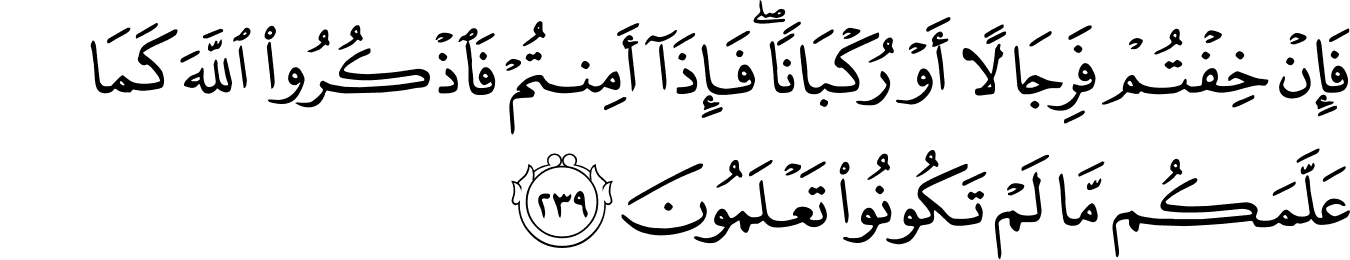 فَإِنْ خِفْتُمْ فَرِجَالًا أَوْ رُكْبَانًا ۖ فَإِذَآ أَمِنتُمْ فَٱذْكُرُوا۟ ٱللَّهَ كَمَا
عَلَّمَكُم مَّا لَمْ تَكُونُوا۟ تَعْلَمُونَ ٢٣٩